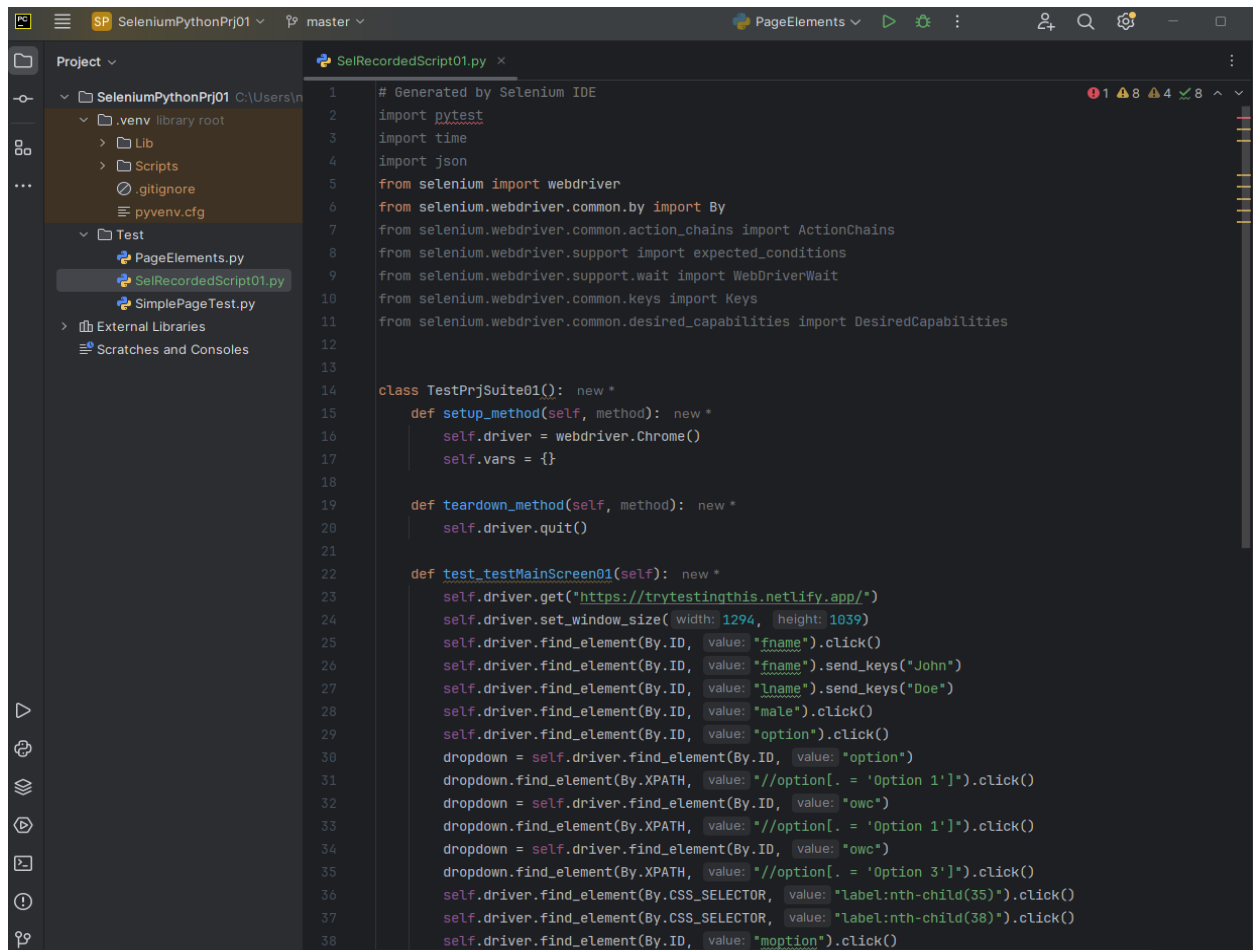 PC SP SeleniumPythonPrj01 master PageElements
Project
SelRecordedScript01.py
SeleniumPythonPrj01 C:\Users\n
.venv library root
Lib
Scripts
.gitignore
pyvenv.cfg
Test
PageElements.py
SelRecordedScript01.py
SimplePageTest.py
External Libraries
Scratches and Consoles
1 8 4 8
1 # Generated by Selenium IDE
2 import pytest
3 import time
4 import json
5 from selenium import webdriver
6 from selenium.webdriver.common.by import By
7 from selenium.webdriver.common.action_chains import ActionChains
8 from selenium.webdriver.support import expected_conditions
9 from selenium.webdriver.support.wait import WebDriverWait
10 from selenium.webdriver.common.keys import Keys
11 from selenium.webdriver.common.desired_capabilities import DesiredCapabilities
12
13
14 class TestPrjSuite01(): new *
15     def setup_method(self, method): new *
16         self.driver = webdriver.Chrome()
17         self.vars = {}
18
19     def teardown_method(self, method): new *
20         self.driver.quit()
21
22     def test_testMainScreen01(self): new *
23         self.driver.get("https://trytestingthis.netlify.app/")
24         self.driver.set_window_size( width: 1294, height: 1039)
25         self.driver.find_element(By.ID, value: "fname").click()
26         self.driver.find_element(By.ID, value: "fname").send_keys("John")
27         self.driver.find_element(By.ID, value: "lname").send_keys("Doe")
28         self.driver.find_element(By.ID, value: "male").click()
29         self.driver.find_element(By.ID, value: "option").click()
30         dropdown = self.driver.find_element(By.ID, value: "option")
31         dropdown.find_element(By.XPATH, value: "//option[. = 'Option 1']").click()
32         dropdown = self.driver.find_element(By.ID, value: "owc")
33         dropdown.find_element(By.XPATH, value: "//option[. = 'Option 1']").click()
34         dropdown = self.driver.find_element(By.ID, value: "owc")
35         dropdown.find_element(By.XPATH, value: "//option[. = 'Option 3']").click()
36         self.driver.find_element(By.CSS_SELECTOR, value: "label:nth-child(35)").click()
37         self.driver.find_element(By.CSS_SELECTOR, value: "label:nth-child(38)").click()
38         self.driver.find_element(By.ID, value: "moption").click()